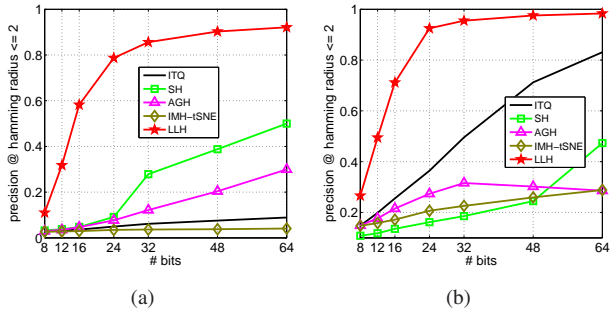 precision @ hamming radius <= 2
1
0.8
0.6
0.4
0.2
0
8 12 16 24 32 48 64
# bits
ITQ
SH
AGH
IMH-tSNE
LLH
(a)
precision @ hamming radius <= 2
1
0.8
0.6
0.4
0.2
8 12 16 24 32 48 64
# bits
ITQ
SH
AGH
IMH-tSNE
LLH
(b)